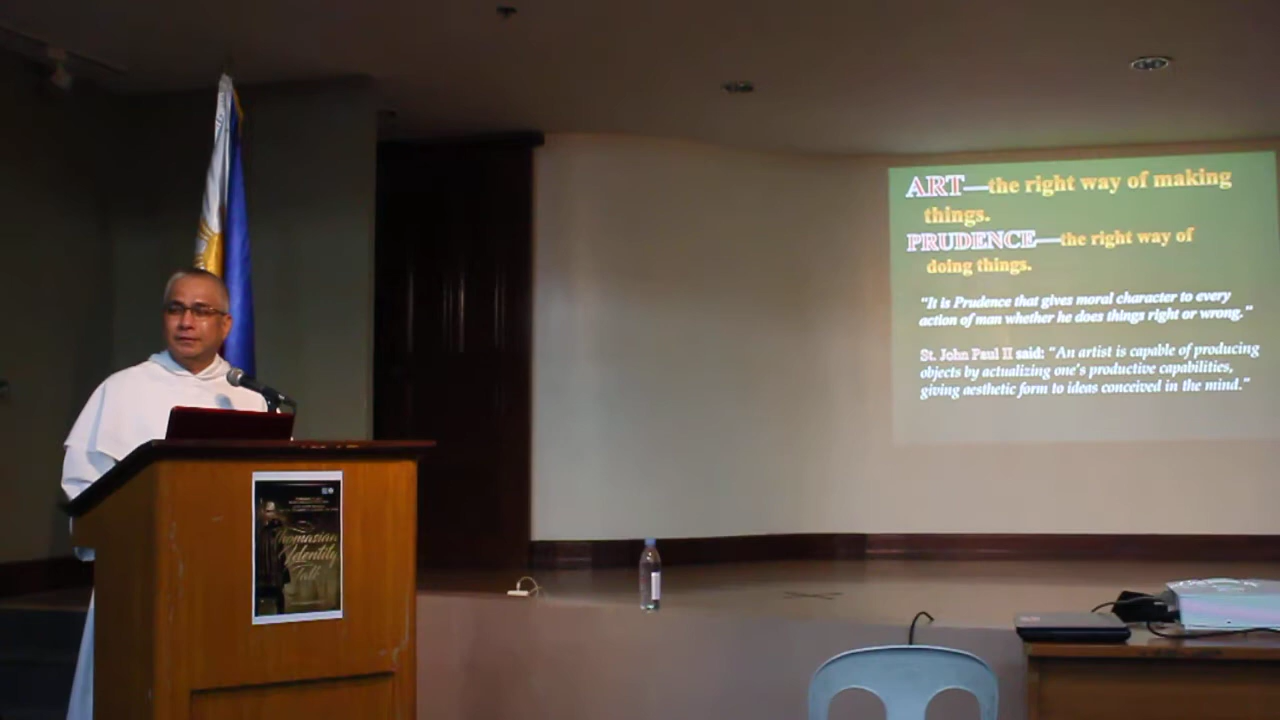 ART—the right way of making
things.
PRUDENCE—the right way of
doing things.
"It is Prudence that gives moral character to every
action of man whether he does things right or wrong."
St. John Paul II said: "An artist is capable of producing
objects by actualizing one's productive capabilities,
giving aesthetic form to ideas conceived in the mind."
Thomasian
Identity
Talk